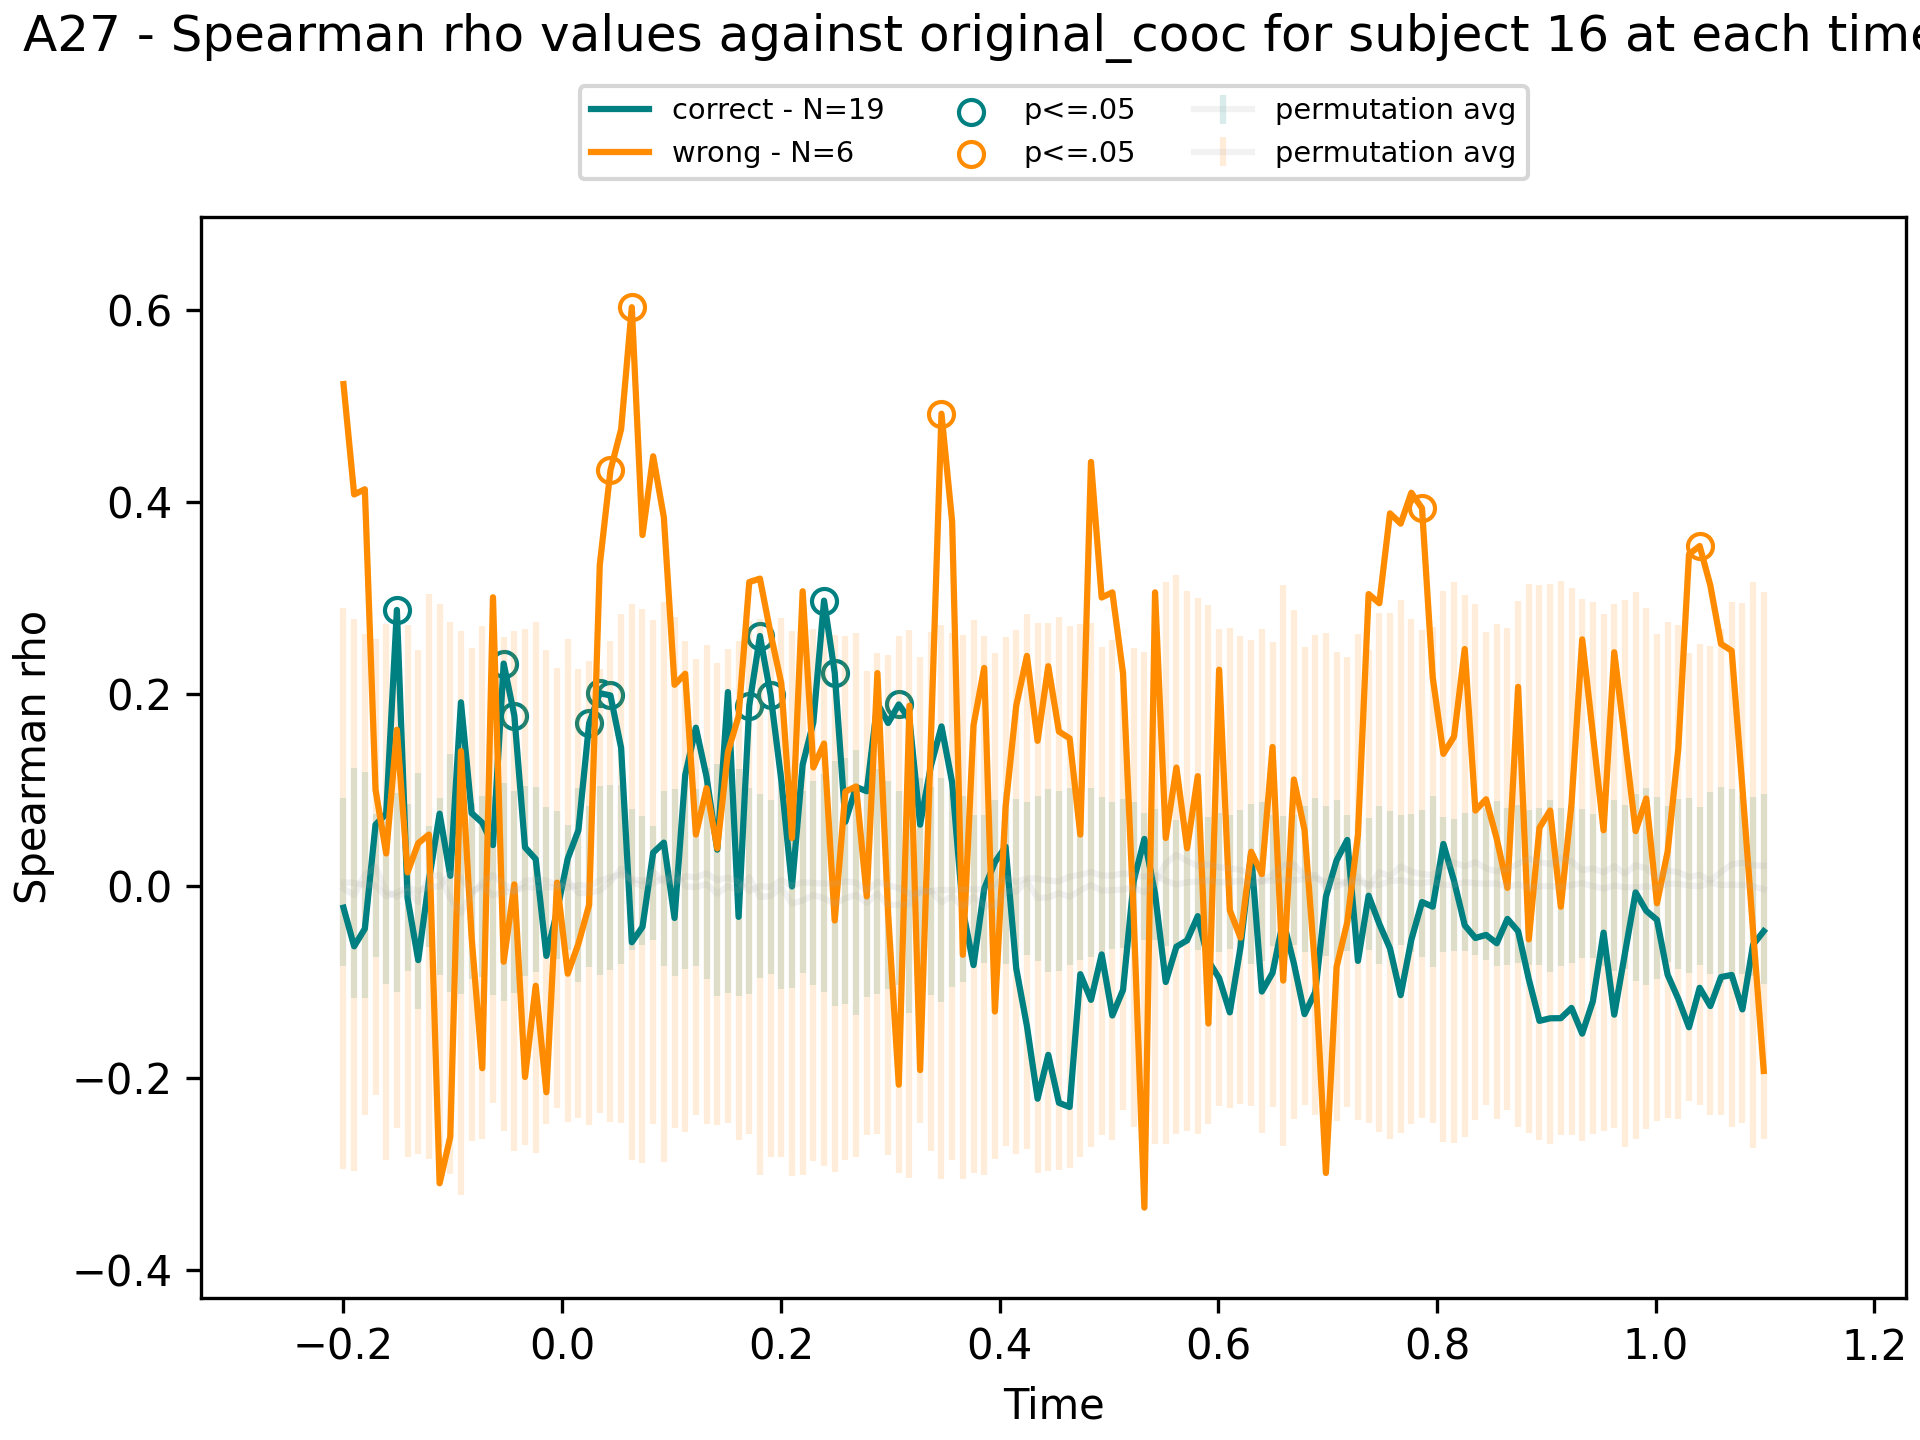 A27 - Spearman rho values against original_cooc for subject 16 at each time
correct - N=19
wrong - N=6
p<=.05
p<=.05
permutation avg
permutation avg
Spearman rho
0.6
0.4
0.2
0.0
−0.2
−0.4
−0.2 0.0 0.2 0.4 0.6 0.8 1.0 1.2
Time